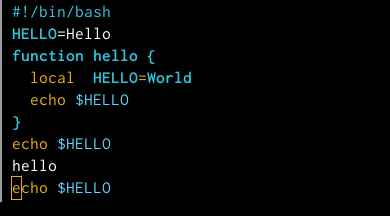 #!/bin/bash
HELLO=Hello
function hello {
  local  HELLO=World
  echo $HELLO
}
echo $HELLO
hello
echo $HELLO